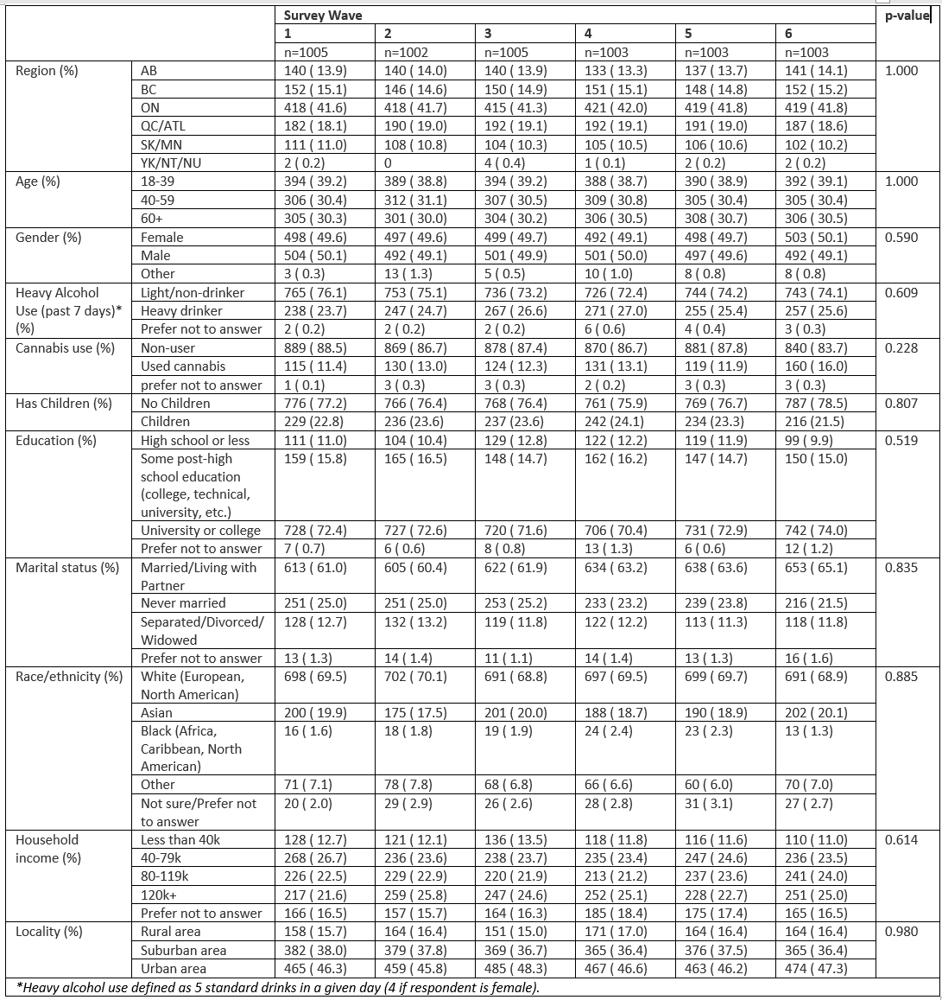 Survey Wave p-value
1 2 3 4 5 6
n=1005 n=1002 n=1005 n=1003 n=1003 n=1003
Region (%) AB 140 ( 13.9) 140 ( 14.0) 140 ( 13.9) 133 ( 13.3) 137 ( 13.7) 141 ( 14.1) 1.000
BC 152 ( 15.1) 146 ( 14.6) 150 ( 14.9) 151 ( 15.1) 148 ( 14.8) 152 ( 15.2)
ON 418 ( 41.6) 418 ( 41.7) 415 ( 41.3) 421 ( 42.0) 419 ( 41.8) 419 ( 41.8)
QC/ATL 182 ( 18.1) 190 ( 19.0) 192 ( 19.1) 192 ( 19.1) 191 ( 19.0) 187 ( 18.6)
SK/MN 111 ( 11.0) 108 ( 10.8) 104 ( 10.3) 105 ( 10.5) 106 ( 10.6) 102 ( 10.2)
YK/NT/NU 2 ( 0.2) 0 4 ( 0.4) 1 ( 0.1) 2 ( 0.2) 2 ( 0.2)
Age (%) 18-39 394 ( 39.2) 389 ( 38.8) 394 ( 39.2) 388 ( 38.7) 390 ( 38.9) 392 ( 39.1) 1.000
40-59 306 ( 30.4) 312 ( 31.1) 307 ( 30.5) 309 ( 30.8) 305 ( 30.4) 305 ( 30.4)
60+ 305 ( 30.3) 301 ( 30.0) 304 ( 30.2) 306 ( 30.5) 308 ( 30.7) 306 ( 30.5)
Gender (%) Female 498 ( 49.6) 497 ( 49.6) 499 ( 49.7) 492 ( 49.1) 498 ( 49.7) 503 ( 50.1) 0.590
Male 504 ( 50.1) 492 ( 49.1) 501 ( 49.9) 501 ( 50.0) 497 ( 49.6) 492 ( 49.1)
Other 3 ( 0.3) 13 ( 1.3) 5 ( 0.5) 10 ( 1.0) 8 ( 0.8) 8 ( 0.8)
Heavy Alcohol Light/non-drinker 765 ( 76.1) 753 ( 75.1) 736 ( 73.2) 726 ( 72.4) 744 ( 74.2) 743 ( 74.1) 0.609
Use (past 7 days)* Heavy drinker 238 ( 23.7) 247 ( 24.7) 267 ( 26.6) 271 ( 27.0) 255 ( 25.4) 257 ( 25.6)
(%) Prefer not to answer 2 ( 0.2) 2 ( 0.2) 2 ( 0.2) 6 ( 0.6) 4 ( 0.4) 3 ( 0.3)
Cannabis use (%) Non-user 889 ( 88.5) 869 ( 86.7) 878 ( 87.4) 870 ( 86.7) 881 ( 87.8) 840 ( 83.7) 0.228
Used cannabis 115 ( 11.4) 130 ( 13.0) 124 ( 12.3) 131 ( 13.1) 119 ( 11.9) 160 ( 16.0)
prefer not to answer 1 ( 0.1) 3 ( 0.3) 3 ( 0.3) 2 ( 0.2) 3 ( 0.3) 3 ( 0.3)
Has Children (%) No Children 776 ( 77.2) 766 ( 76.4) 768 ( 76.4) 761 ( 75.9) 769 ( 76.7) 787 ( 78.5) 0.807
Children 229 (22.8) 236 (23.6) 237 (23.6) 242 (24.1) 234 (23.3) 216 (21.5)
Education (%) High school or less 111 ( 11.0) 104 ( 10.4) 129 ( 12.8) 122 ( 12.2) 119 ( 11.9) 99 ( 9.9) 0.519
Some post-high 159 ( 15.8) 165 ( 16.5) 148 ( 14.7) 162 ( 16.2) 147 ( 14.7) 150 ( 15.0)
school education
(college, technical,
university, etc.)
University or college 728 ( 72.4) 727 ( 72.6) 720 ( 71.6) 706 ( 70.4) 731 ( 72.9) 742 ( 74.0)
Prefer not to answer 7 ( 0.7) 6 ( 0.6) 8 ( 0.8) 13 ( 1.3) 6 ( 0.6) 12 ( 1.2)
Marital status (%) Married/Living with 613 ( 61.0) 605 ( 60.4) 622 ( 61.9) 634 ( 63.2) 638 ( 63.6) 653 ( 65.1) 0.835
Partner
Never married 251 ( 25.0) 251 ( 25.0) 253 ( 25.2) 233 ( 23.2) 239 ( 23.8) 216 ( 21.5)
Separated/Divorced/ 128 ( 12.7) 132 ( 13.2) 119 ( 11.8) 122 ( 12.2) 113 ( 11.3) 118 ( 11.8)
Widowed
Prefer not to answer 13 ( 1.3) 14 ( 1.4) 11 ( 1.1) 14 ( 1.4) 13 ( 1.3) 16 ( 1.6)
Race/ethnicity (%) White (European, 698 ( 69.5) 702 ( 70.1) 691 ( 68.8) 697 ( 69.5) 699 ( 69.7) 691 ( 68.9) 0.885
North American)
Asian 200 ( 19.9) 175 ( 17.5) 201 ( 20.0) 188 ( 18.7) 190 ( 18.9) 202 ( 20.1)
Black (Africa, 16 ( 1.6) 18 ( 1.8) 19 ( 1.9) 24 ( 2.4) 23 ( 2.3) 13 ( 1.3)
Caribbean, North
American)
Other 71 ( 7.1) 78 ( 7.8) 68 ( 6.8) 66 ( 6.6) 60 ( 6.0) 70 ( 7.0)
Not sure/Prefer not 20 ( 2.0) 29 ( 2.9) 26 ( 2.6) 28 ( 2.8) 31 ( 3.1) 27 ( 2.7)
to answer
Household Less than 40k 128 ( 12.7) 121 ( 12.1) 136 ( 13.5) 118 ( 11.8) 116 ( 11.6) 110 ( 11.0) 0.614
income (%) 40-79k 268 ( 26.7) 236 ( 23.6) 238 ( 23.7) 235 ( 23.4) 247 ( 24.6) 236 ( 23.5)
80-119k 226 ( 22.5) 229 ( 22.9) 220 ( 21.9) 213 ( 21.2) 237 ( 23.6) 241 ( 24.0)
120k+ 217 ( 21.6) 259 ( 25.8) 247 ( 24.6) 252 ( 25.1) 228 ( 22.7) 251 ( 25.0)
Prefer not to answer 166 ( 16.5) 157 ( 15.7) 164 ( 16.3) 185 ( 18.4) 175 ( 17.4) 165 ( 16.5)
Locality (%) Rural area 158 ( 15.7) 164 ( 16.4) 151 ( 15.0) 171 ( 17.0) 164 ( 16.4) 164 ( 16.4) 0.980
Suburban area 382 ( 38.0) 379 ( 37.8) 369 ( 36.7) 365 ( 36.4) 376 ( 37.5) 365 ( 36.4)
Urban area 465 ( 46.3) 459 ( 45.8) 485 ( 48.3) 467 ( 46.6) 463 ( 46.2) 474 ( 47.3)
*Heavy alcohol use defined as 5 standard drinks in a given day (4 if respondent is female).